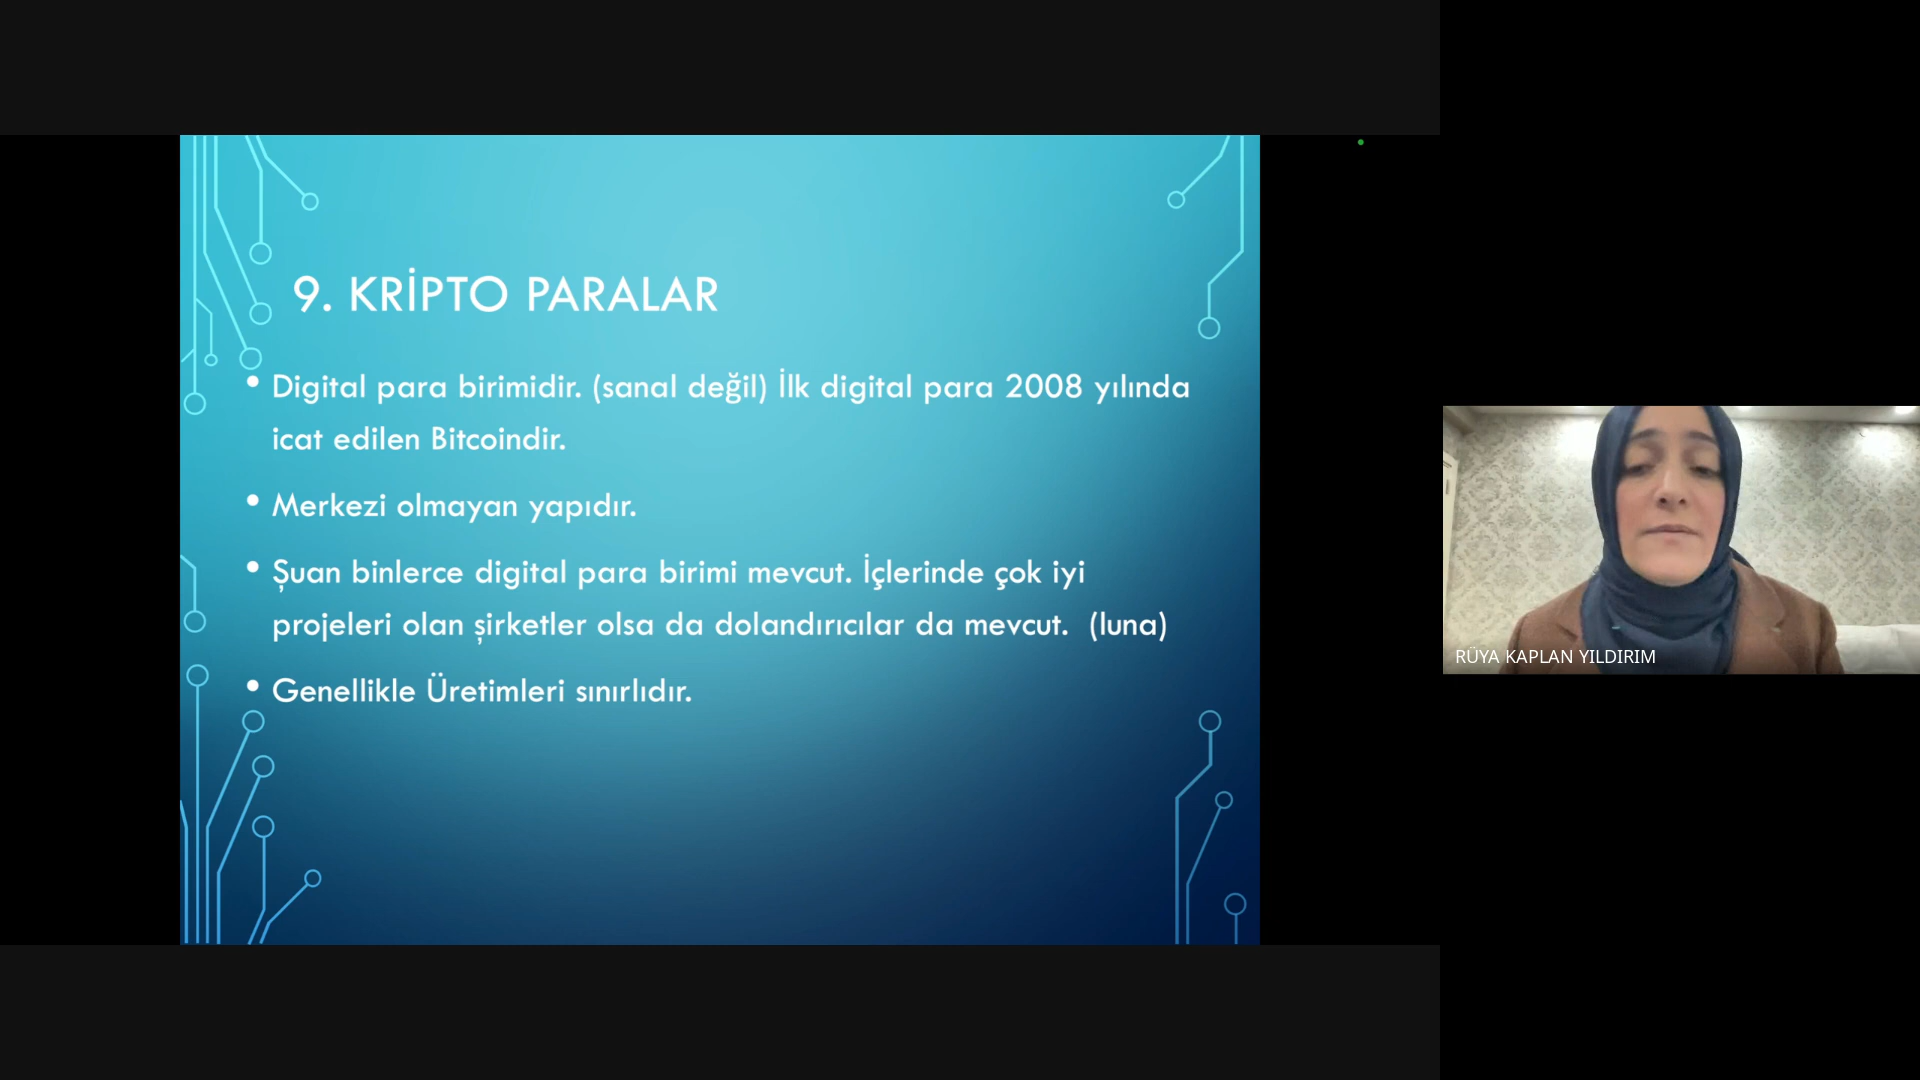 9. KRİPTO PARALAR
• Digital para birimidir. (sanal değil) İlk digital para 2008 yılında
icat edilen Bitcoindir.
• Merkezi olmayan yapıdır.
• Şuan binlerce digital para birimi mevcut. İçlerinde çok iyi
projeleri olan şirketler olsa da dolandırıcılar da mevcut. (luna)
• Genellikle Üretimleri sınırlıdır.
RÜYA KAPLAN YILDIRIM